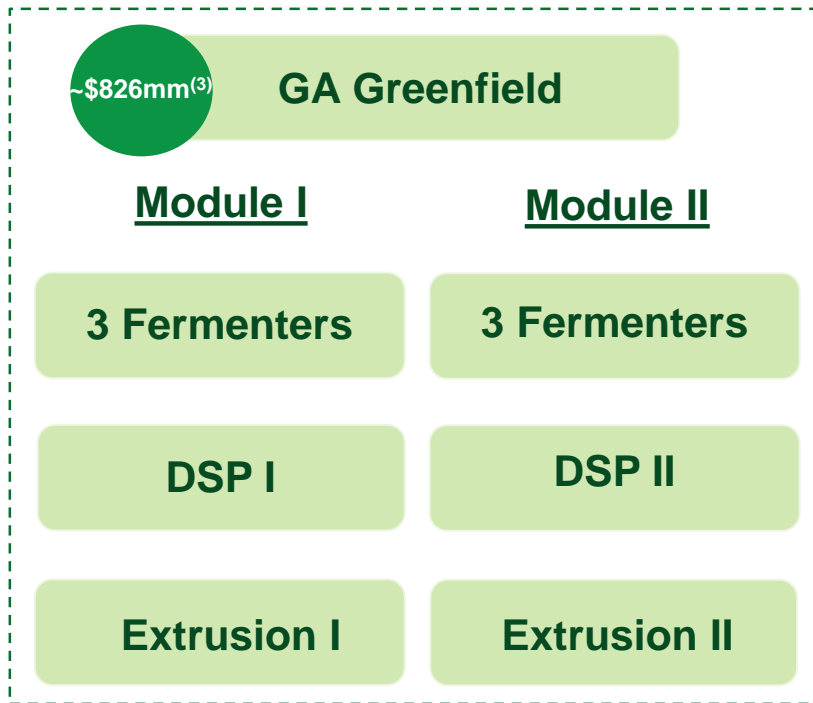 ~$826mm(3)
GA Greenfield
Module I
Module II
3 Fermenters
3 Fermenters
DSP I
DSP II
Extrusion I
Extrusion II